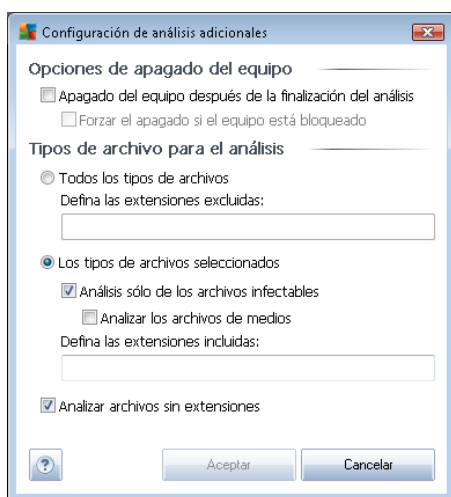 Configuración de análisis adicionales
Opciones de apagado del equipo
Apagado del equipo después de la finalización del análisis
Forzar el apagado si el equipo está bloqueado
Tipos de archivo para el análisis
Todos los tipos de archivos
Defina las extensiones excluidas:
Los tipos de archivos seleccionados
Análisis sólo de los archivos infectables
Analizar los archivos de medios
Defina las extensiones incluidas:
Analizar archivos sin extensiones
?
Aceptar
Cancelar